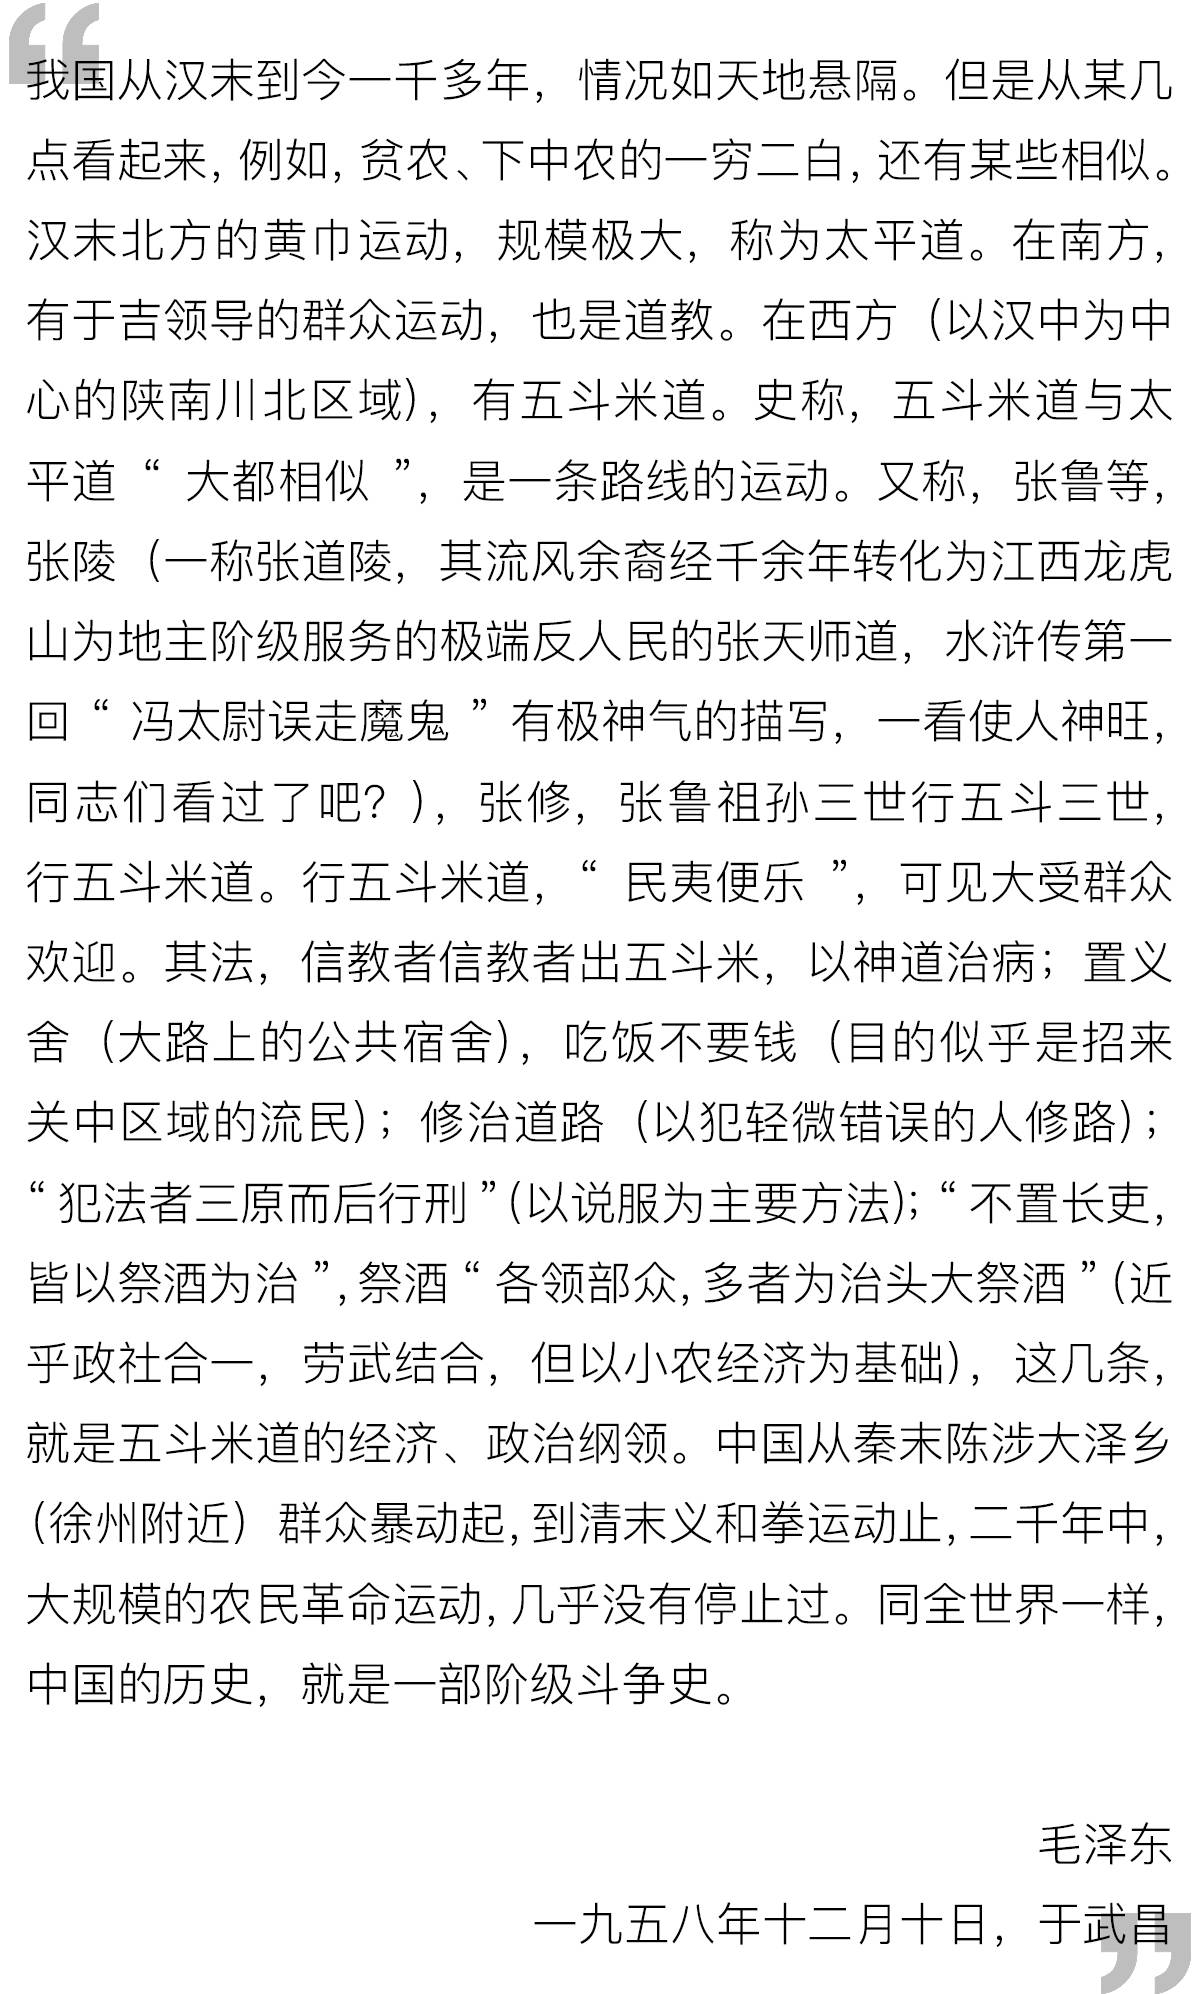 我国从汉末到今一千多年，情况如天地悬隔。但是从某几
点看起来，例如，贫农、下中农的一穷二白，还有某些相似。
汉末北方的黄巾运动，规模极大，称为太平道。在南方，
有于吉领导的群众运动，也是道教。在西方（以汉中为中
心的陕南川北区域），有五斗米道。史称，五斗米道与太
平道“大都相似”，是一条路线的运动。又称，张鲁等，
张陵（一称张道陵，其流风余裔经千余年转化为江西龙虎
山为地主阶级服务的极端反人民的张天师道，水浒传第一
回“冯太尉误走魔鬼”有极神气的描写，一看使人神旺，
同志们看过了吧？），张修，张鲁祖孙三世行五斗三世，
行五斗米道。行五斗米道，“民夷便乐”，可见大受群众
欢迎。其法，信教者信教者出五斗米，以神道治病；置义
舍（大路上的公共宿舍），吃饭不要钱（目的似乎是招来
关中区域的流民）；修治道路（以犯轻微错误的人修路）；
“犯法者三原而后行刑”（以说服为主要方法）；“不置长吏，
皆以祭酒为治”，祭酒“各领部众，多者为治头大祭酒”（近
乎政社合一，劳武结合，但以小农经济为基础），这几条，
就是五斗米道的经济、政治纲领。中国从秦末陈涉大泽乡
（徐州附近）群众暴动起，到清末义和拳运动止，二千年中，
大规模的农民革命运动，几乎没有停止过。同全世界一样，
中国的历史，就是一部阶级斗争史。
毛泽东
一九五八年十二月十日，于武昌